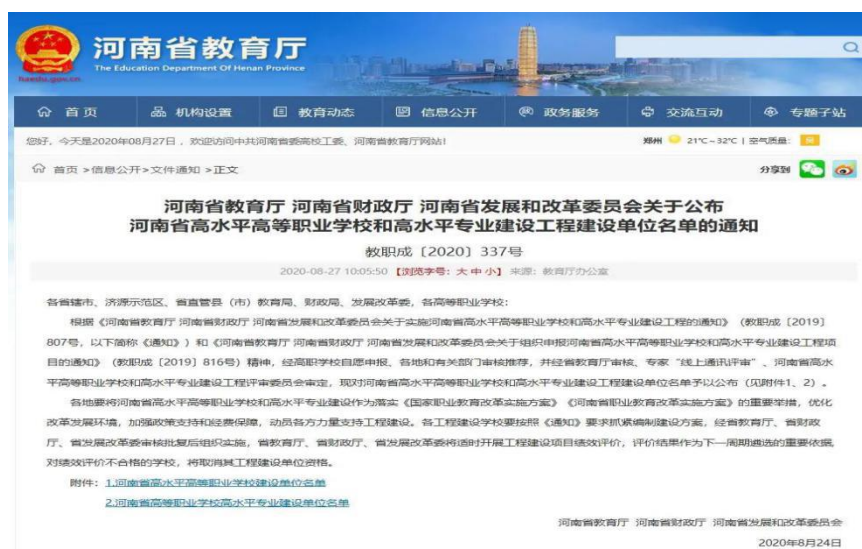 河南省教育厅
The Education Department Of Henan Province
haedu.gov.cn
首页 机构设置 教育动态 信息公开 政务服务 交流互动 专题子站
您好，今天是2020年08月27日，欢迎访问中共河南省委高校工委、河南省教育厅网站！ 郑州 21℃~32℃ | 空气质量： 良
首页 >信息公开>文件通知 >正文 分享到
河南省教育厅 河南省财政厅 河南省发展和改革委员会关于公布
河南省高水平高等职业学校和高水平专业建设工程建设单位名单的通知
教职成〔2020〕337号
2020-08-27 10:05:50 【浏览字号：大 中 小】 来源：教育厅办公室
各省辖市、济源示范区、省直管县（市）教育局、财政局、发展改革委，各高等职业学校：
根据《河南省教育厅 河南省财政厅 河南省发展和改革委员会关于实施河南省高水平高等职业学校和高水平专业建设工程的通知》（教职成〔2019〕
807号，以下简称《通知》）和《河南省教育厅 河南省财政厅 河南省发展和改革委员会关于组织申报河南省高水平高等职业学校和高水平专业建设工程项
目的通知》（教职成〔2019〕816号）精神，经高职学校自愿申报、各地和有关部门审核推荐，并经省教育厅审核、专家“线上通讯评审”、河南省高水
平高等职业学校和高水平专业建设工程评审委员会审定，现对河南省高水平高等职业学校和高水平专业建设工程建设单位名单予以公布（见附件1、2）。
各地要将河南省高水平高等职业学校和高水平专业建设作为落实《国家职业教育改革实施方案》《河南省职业教育改革实施方案》的重要举措，优化
改革发展环境，加强政策支持和经费保障，动员各方力量支持工程建设。各工程建设学校要按照《通知》要求抓紧编制建设方案，经省教育厅、省财政
厅、省发展改革委审核批复后组织实施，省教育厅、省财政厅、省发展改革委将适时开展工程建设项目绩效评价，评价结果作为下一周期遴选的重要依据，
对绩效评价不合格的学校，将取消其工程建设单位资格。
附件：1.河南省高水平高等职业学校建设单位名单
2.河南省高等职业学校高水平专业建设单位名单
河南省教育厅 河南省财政厅 河南省发展和改革委员会
2020年8月24日